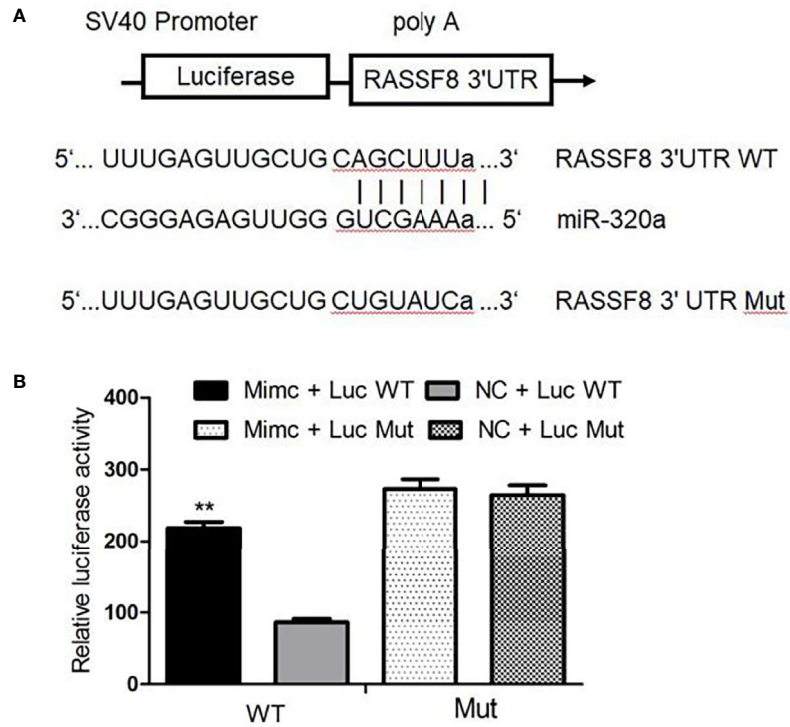 A
SV40 Promoter poly A
Luciferase RASSF8 3'UTR
5'... UUUGAGUUGCUG CAGCUUUa ...3' RASSF8 3'UTR WT
3'...CGGGAGAGUUGG GUCGAAAa... 5' miR-320a
5'...UUUGAGUUGCUG CUGUAUCa ...3' RASSF8 3' UTR Mut
B
Mimc + Luc WT NC + Luc WT
Mimc + Luc Mut NC + Luc Mut
Relative luciferase activity
400
300
200
100
0
**
WT Mut